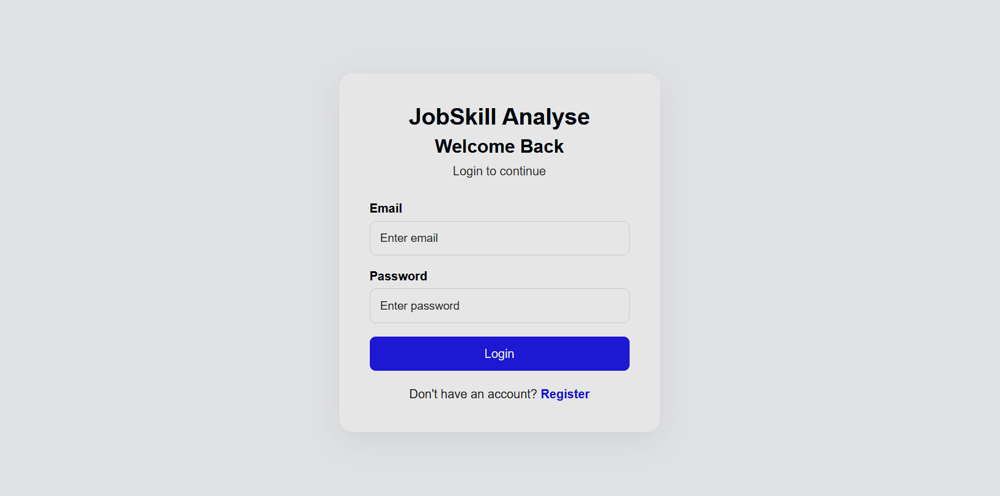 JobSkill Analyse
Welcome Back
Login to continue
Email
Enter email
Password
Enter password
Login
Don't have an account? Register